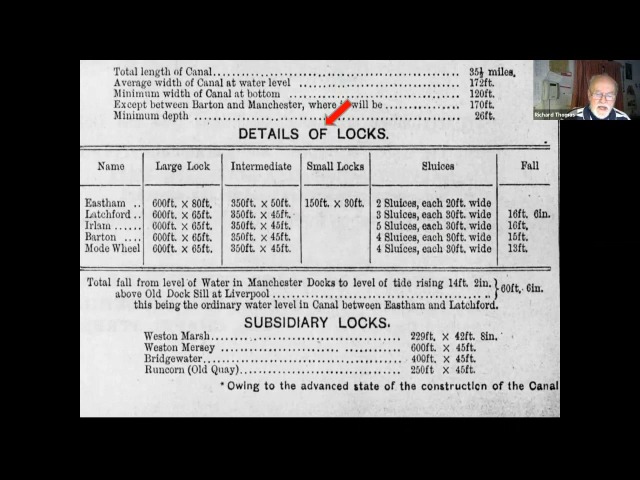 Total length of Canal 35½ miles.
Average width of Canal at water level 172ft.
Minimum width of Canal at bottom 120ft.
Except between Barton and Manchester, where will be 170ft.
Minimum depth 26ft.
DETAILS OF LOCKS.
Name Large Lock Intermediate Small Locks Sluices Fall
Eastham .. 600ft. × 80ft. 350ft. × 50ft. 150ft. × 30ft. 2 Sluices, each 20ft. wide
Latchford .. 600ft. × 65ft. 350ft. × 45ft. 3 Sluices, each 30ft. wide 16ft. 6in.
Irlam ...... 600ft. × 65ft. 350ft. × 45ft. 5 Sluices, each 30ft. wide 16ft,
Barton .... 600ft. × 65ft. 350ft. × 45ft. 4 Sluices, each 30ft. wide 15ft.
Mode Wheel 600ft. × 65ft. 350ft. × 45ft. 4 Sluices, each 30ft. wide 13ft.
Total fall from level of Water in Manchester Docks to level of tide rising 14ft. 2in.
above Old Dock Sill at Liverpool 60ft. 6in.
this being the ordinary water level in Canal between Eastham and Latchford.
SUBSIDIARY LOCKS.
Weston Marsh 229ft. × 42ft. 8in.
Weston Mersey 600ft. × 45ft.
Bridgewater 400ft. × 45ft.
Runcorn (Old Quay) 250ft × 45ft.
* Owing to the advanced state of the construction of the Canal
Richard Thomas